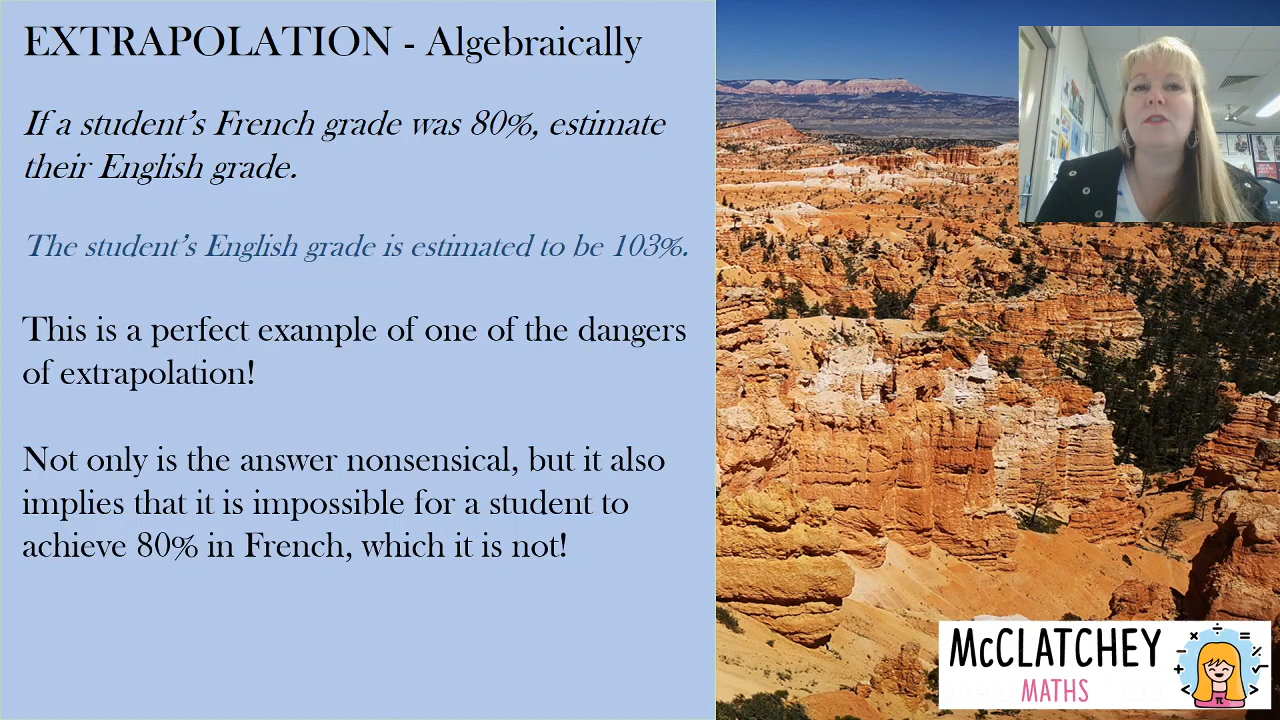 EXTRAPOLATION - Algebraically
If a student's French grade was 80%, estimate
their English grade.
The student's English grade is estimated to be 103%.
This is a perfect example of one of the dangers
of extrapolation!
Not only is the answer nonsensical, but it also
implies that it is impossible for a student to
achieve 80% in French, which it is not!
McCLATCHEY
MATHS